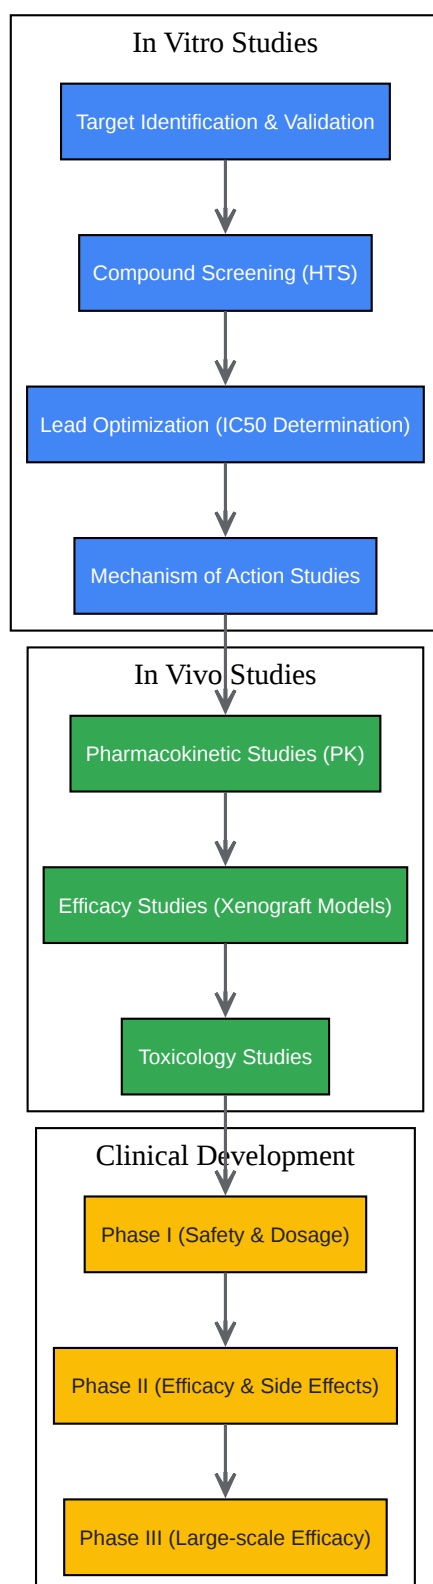 In Vitro Studies
Target Identification & Validation
Compound Screening (HTS)
Lead Optimization (IC50 Determination)
Mechanism of Action Studies
In Vivo Studies
Pharmacokinetic Studies (PK)
Efficacy Studies (Xenograft Models)
Toxicology Studies
Clinical Development
Phase I (Safety & Dosage)
Phase II (Efficacy & Side Effects)
Phase III (Large-scale Efficacy)